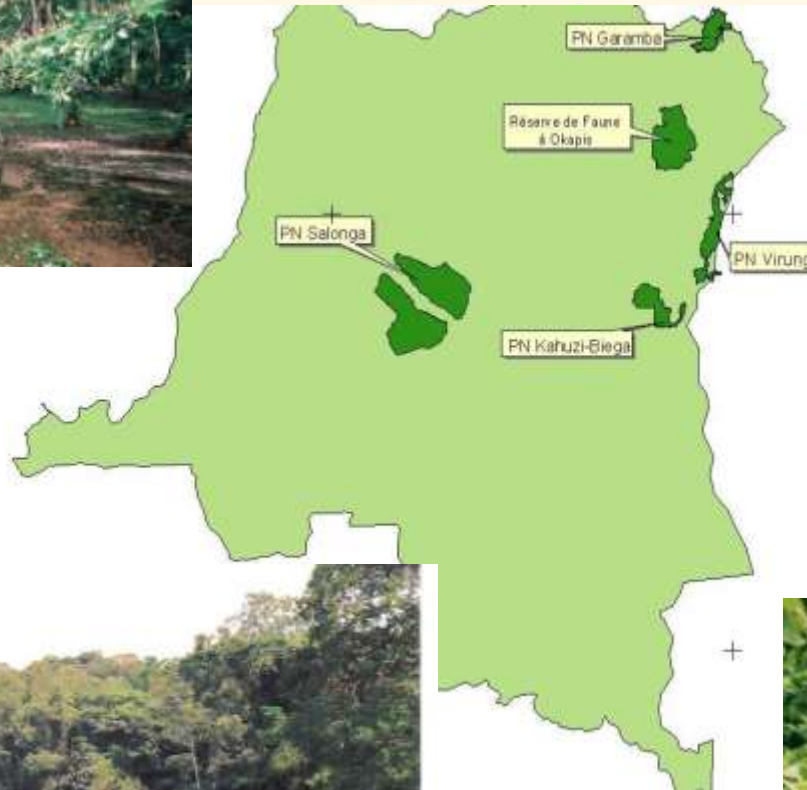 PN Garamba
Réserve de Faune
à Okapis
PN Salonga
PN Virung
PN Kahuzi-Biega